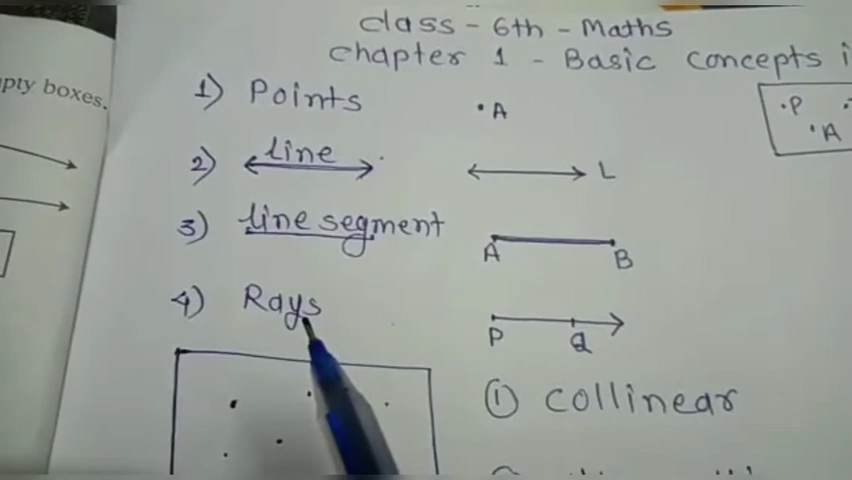 class - 6th - Maths
chapter 1 - Basic concepts
pty boxes.
1) Points
• A
• P
• A
2) line
L
3) line segment
A B
4) Rays
P Q
① collinear